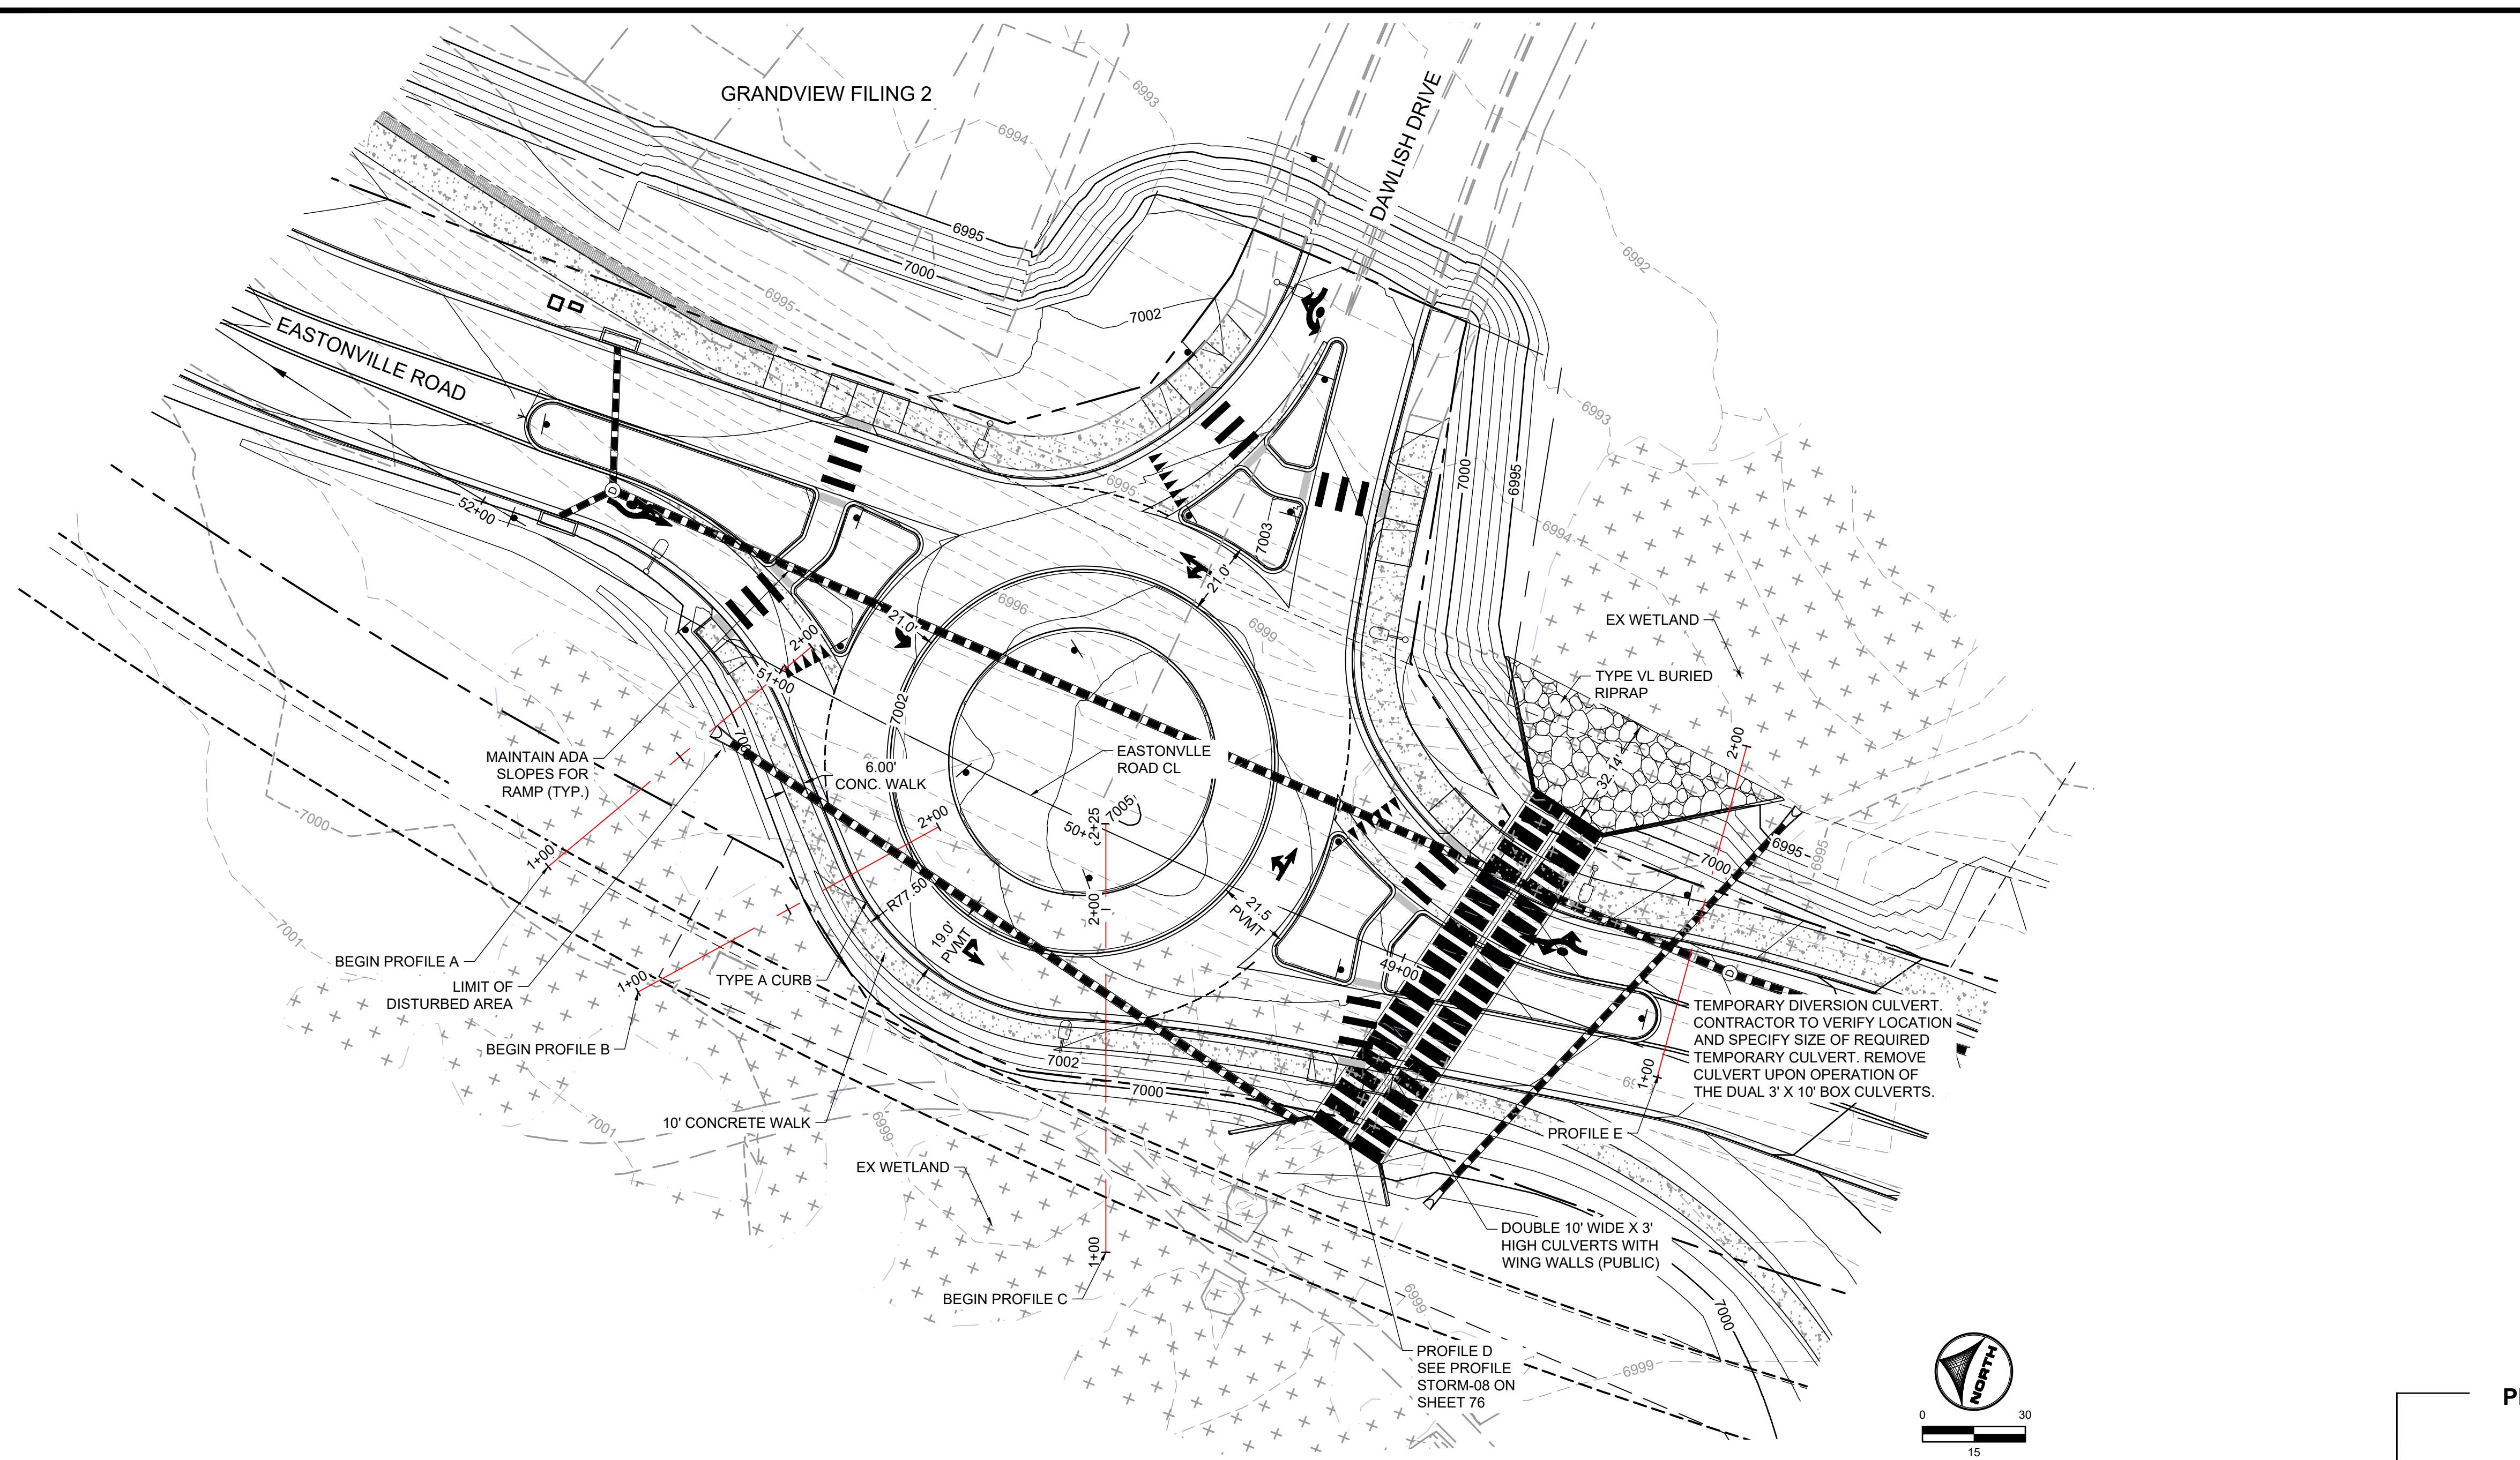 GRANDVIEW FILING 2
DAWLISH DRIVE
6993
6994
6992
6995
7000
6995
7002
6993
EASTONVILLE ROAD
7000
6995
6994
6995
52+00
7003
21.0'
6996
6999
EX WETLAND
21.0'
2+00
51+00
7002
TYPE VL BURIED
RIPRAP
32.14'
2+00
MAINTAIN ADA
SLOPES FOR
RAMP (TYP.)
6.00'
CONC. WALK
EASTONVLLE
ROAD CL
7005
2+25
2+00
7000
1+00
R77.50
2+00
7000
6995
6995
7001
BEGIN PROFILE A
LIMIT OF
DISTURBED AREA
1+00
TYPE A CURB
19.0'
PVMT
21.5
PVMT
49+00
BEGIN PROFILE B
TEMPORARY DIVERSION CULVERT.
CONTRACTOR TO VERIFY LOCATION
AND SPECIFY SIZE OF REQUIRED
TEMPORARY CULVERT. REMOVE
CULVERT UPON OPERATION OF
THE DUAL 3' X 10' BOX CULVERTS.
1+00
7002
7000
10' CONCRETE WALK
7001
6999
PROFILE E
EX WETLAND
1+00
BEGIN PROFILE C
DOUBLE 10' WIDE X 3'
HIGH CULVERTS WITH
WING WALLS (PUBLIC)
6999
7000
PROFILE D
SEE PROFILE
STORM-08 ON
SHEET 76
6999
NORTH
0
30
15
D
D